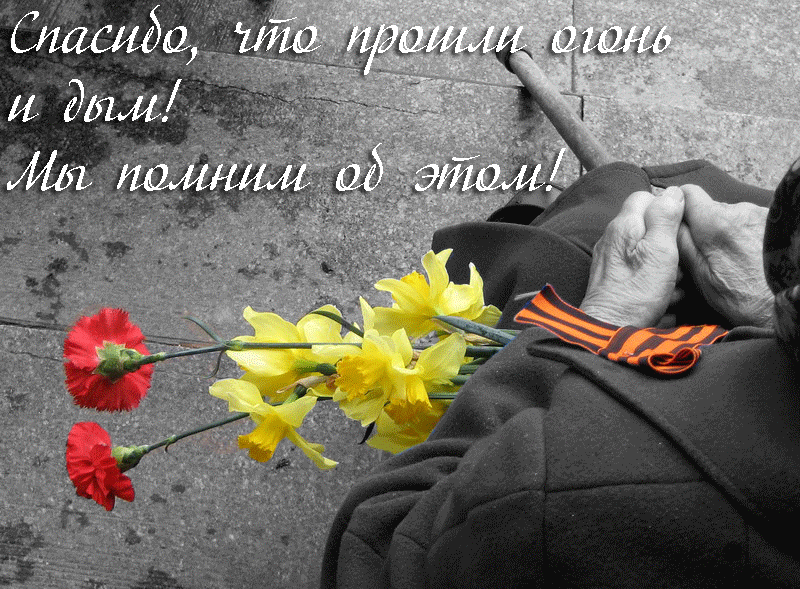 Спасибо, что прошли огонь
и дым!
Мы помним об этом!